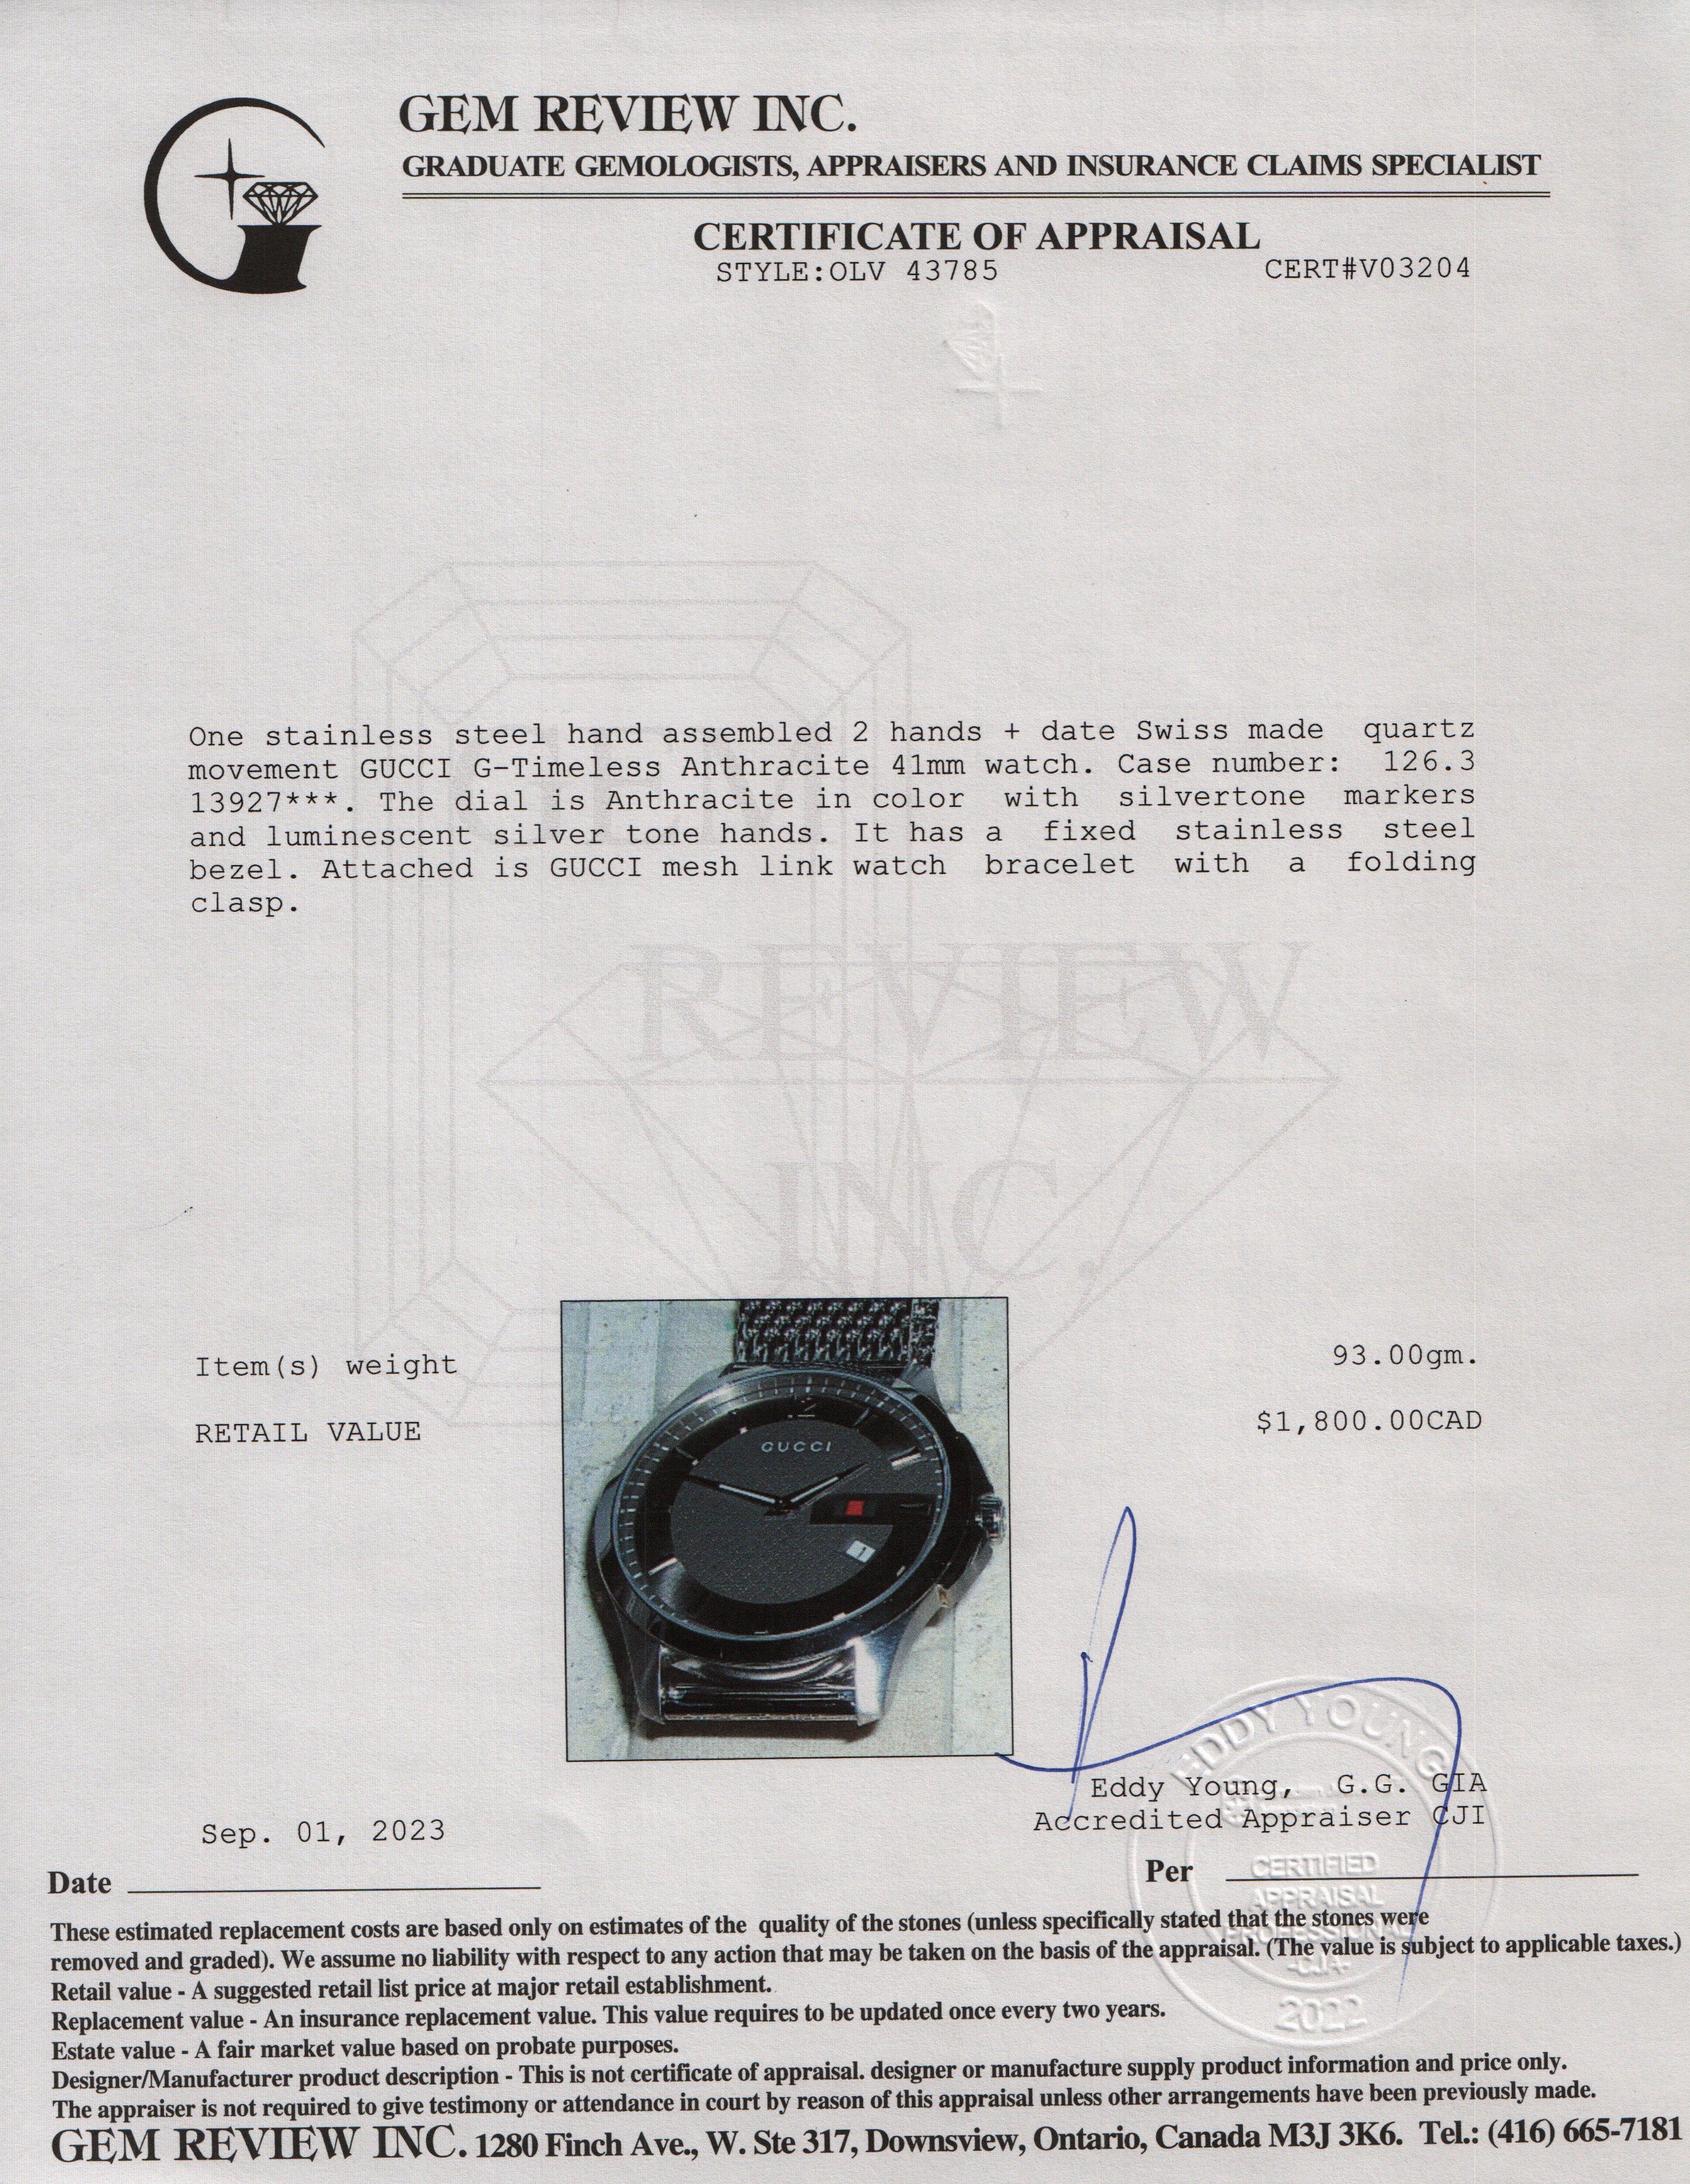 GEM REVIEW INC.
GRADUATE GEMOLOGISTS, APPRAISERS AND INSURANCE CLAIMS SPECIALIST
CERTIFICATE OF APPRAISAL
STYLE:OLV 43785 CERT#V03204
One stainless steel hand assembled 2 hands + date Swiss made quartz
movement GUCCI G-Timeless Anthracite 41mm watch. Case number: 126.3
13927***. The dial is Anthracite in color with silvertone markers
and luminescent silver tone hands. It has a fixed stainless steel
bezel. Attached is GUCCI mesh link watch bracelet with a folding
clasp.
REVIEW
INC.
Item(s) weight 93.00gm.
RETAIL VALUE $1,800.00CAD
GUCCI
EDDY YOUNG
Eddy Young, G.G. GIA
Accredited Appraiser CJI
Sep. 01, 2023
Date
Per
CERTIFIED
APPRAISAL
PROFESSIONAL
-CJA-
2022
These estimated replacement costs are based only on estimates of the quality of the stones (unless specifically stated that the stones were
removed and graded). We assume no liability with respect to any action that may be taken on the basis of the appraisal. (The value is subject to applicable taxes.)
Retail value - A suggested retail list price at major retail establishment.
Replacement value - An insurance replacement value. This value requires to be updated once every two years.
Estate value - A fair market value based on probate purposes.
Designer/Manufacturer product description - This is not certificate of appraisal. designer or manufacture supply product information and price only.
The appraiser is not required to give testimony or attendance in court by reason of this appraisal unless other arrangements have been previously made.
GEM REVIEW INC. 1280 Finch Ave., W. Ste 317, Downsview, Ontario, Canada M3J 3K6. Tel.: (416) 665-7181